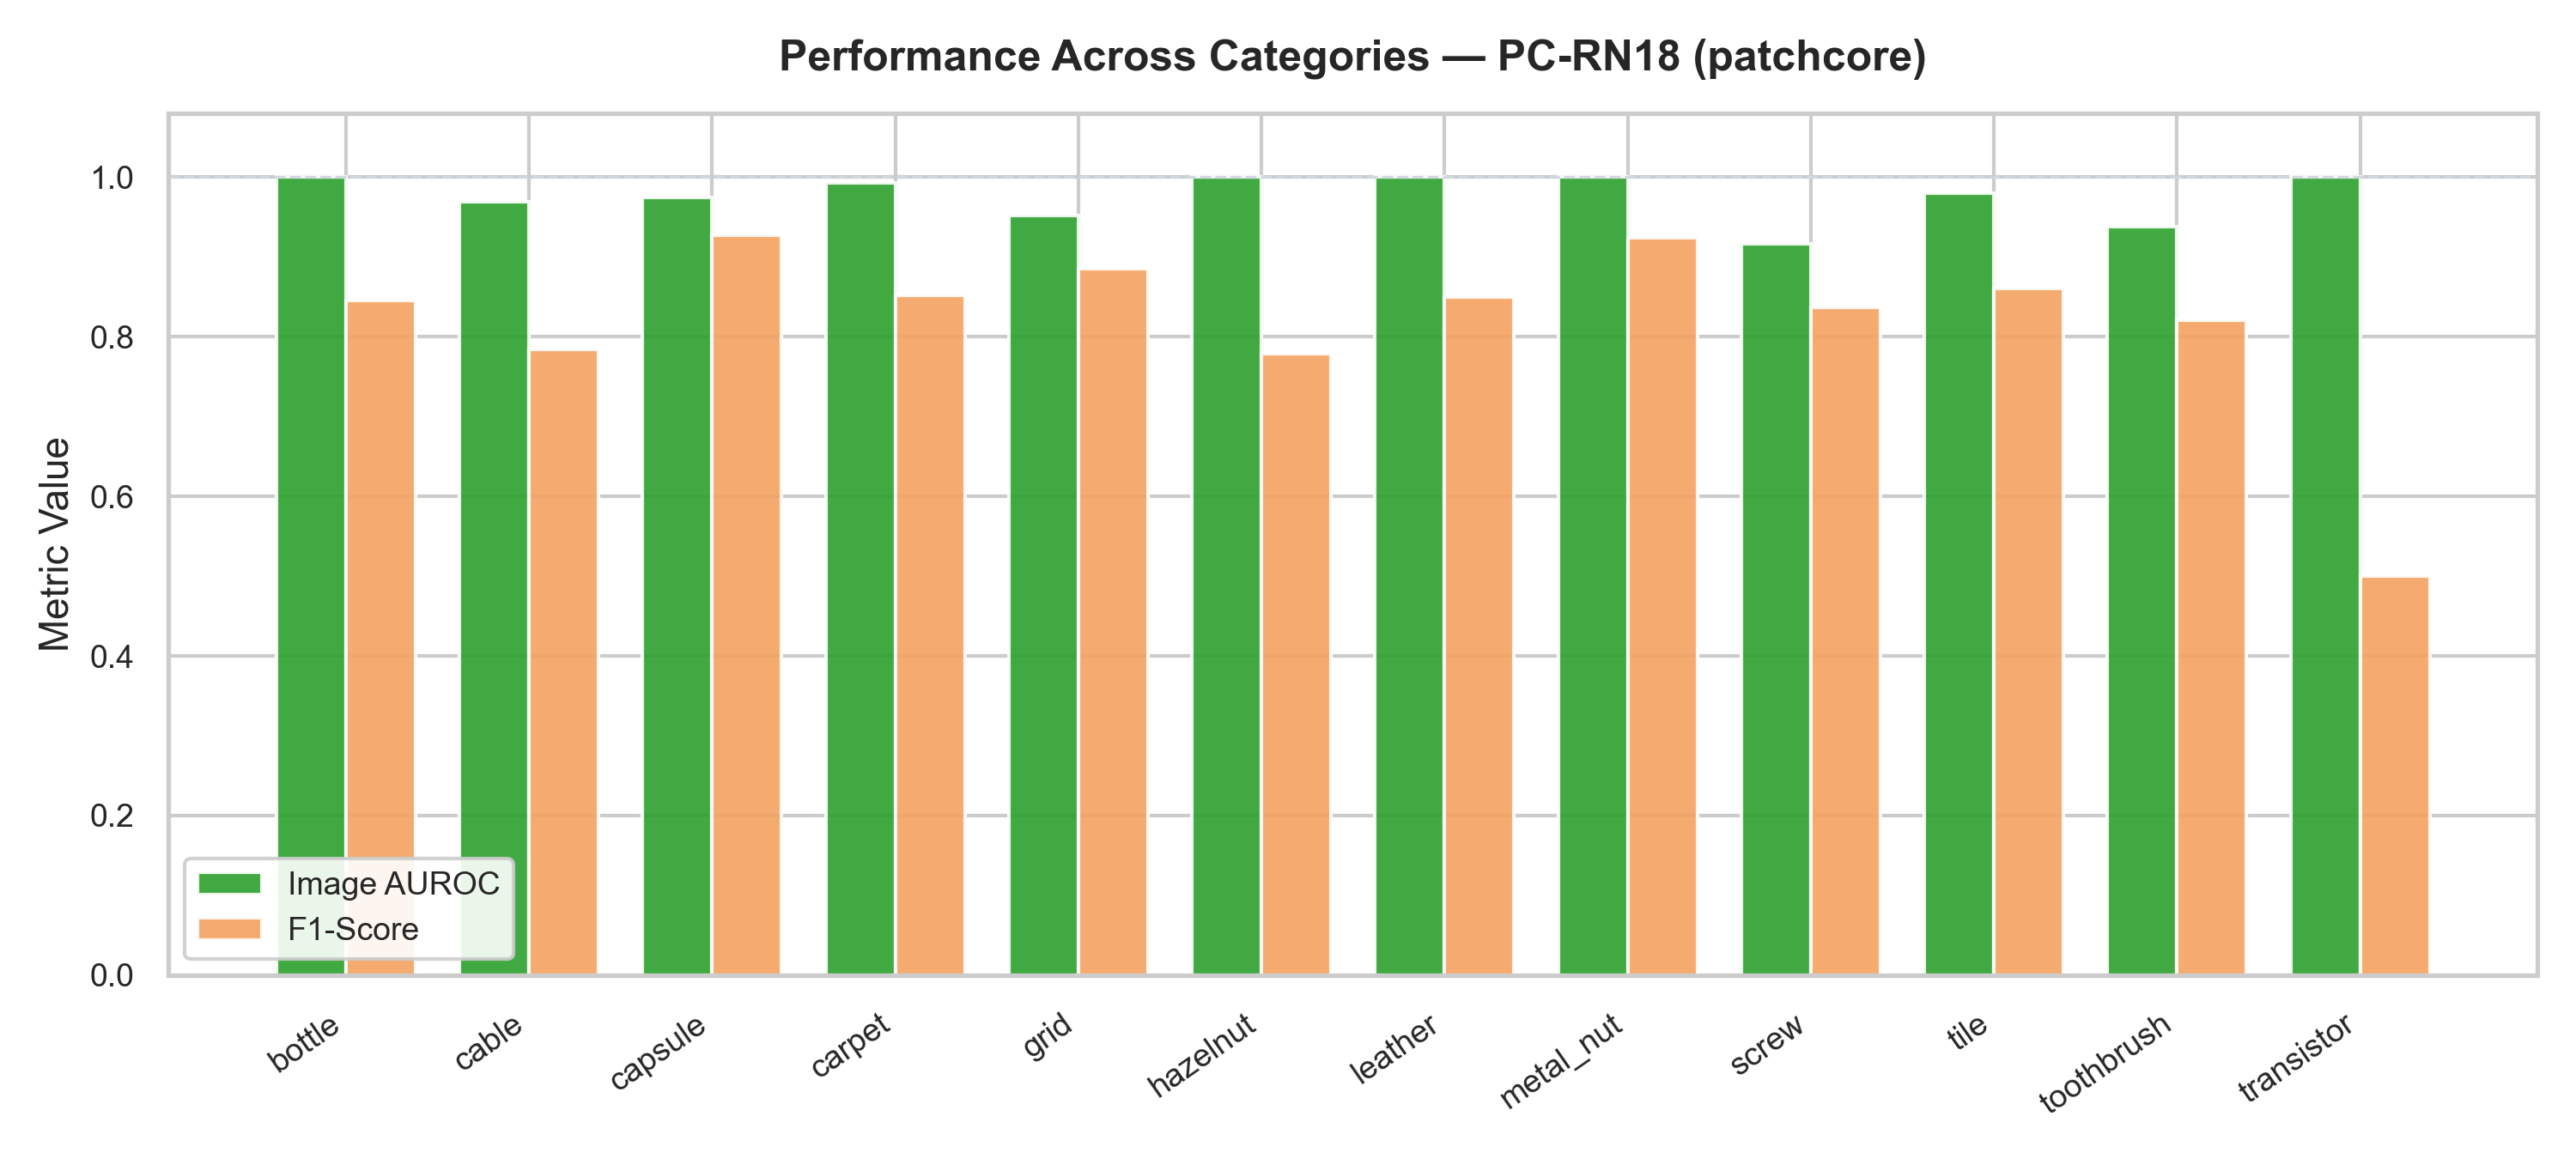 Performance Across Categories — PC-RN18 (patchcore)
Metric Value
1.0
0.8
0.6
0.4
0.2
0.0
Image AUROC
F1-Score
bottle
cable
capsule
carpet
grid
hazelnut
leather
metal_nut
screw
tile
toothbrush
transistor